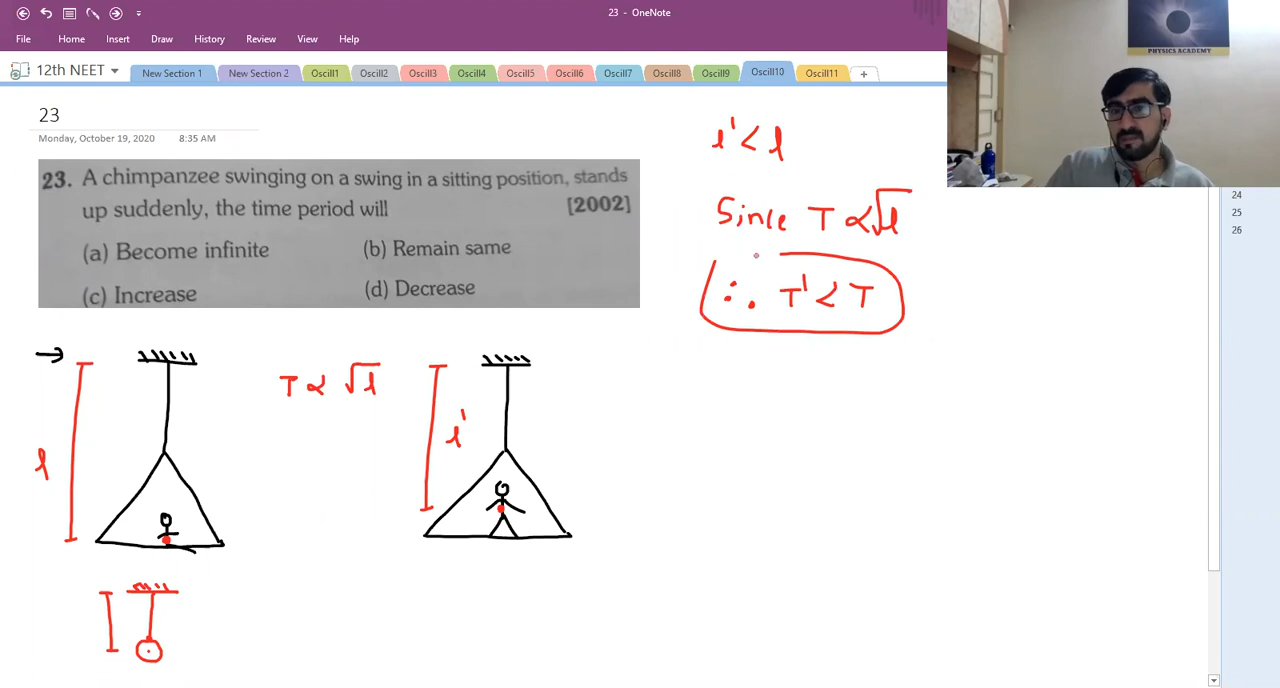 23 - OneNote
File Home Insert Draw History Review View Help
12th NEET New Section 1 New Section 2 Oscill1 Oscill2 Oscill3 Oscill4 Oscill5 Oscill6 Oscill7 Oscill8 Oscill9 Oscill10 Oscill11 +
PHYSICS ACADEMY
23
Monday, October 19, 2020 8:35 AM
23. A chimpanzee swinging on a swing in a sitting position, stands
up suddenly, the time period will [2002]
(a) Become infinite (b) Remain same
(c) Increase (d) Decrease
l' < l
Since T ∝ √l
∴ T' < T
l
T ∝ √l
l'
24
25
26